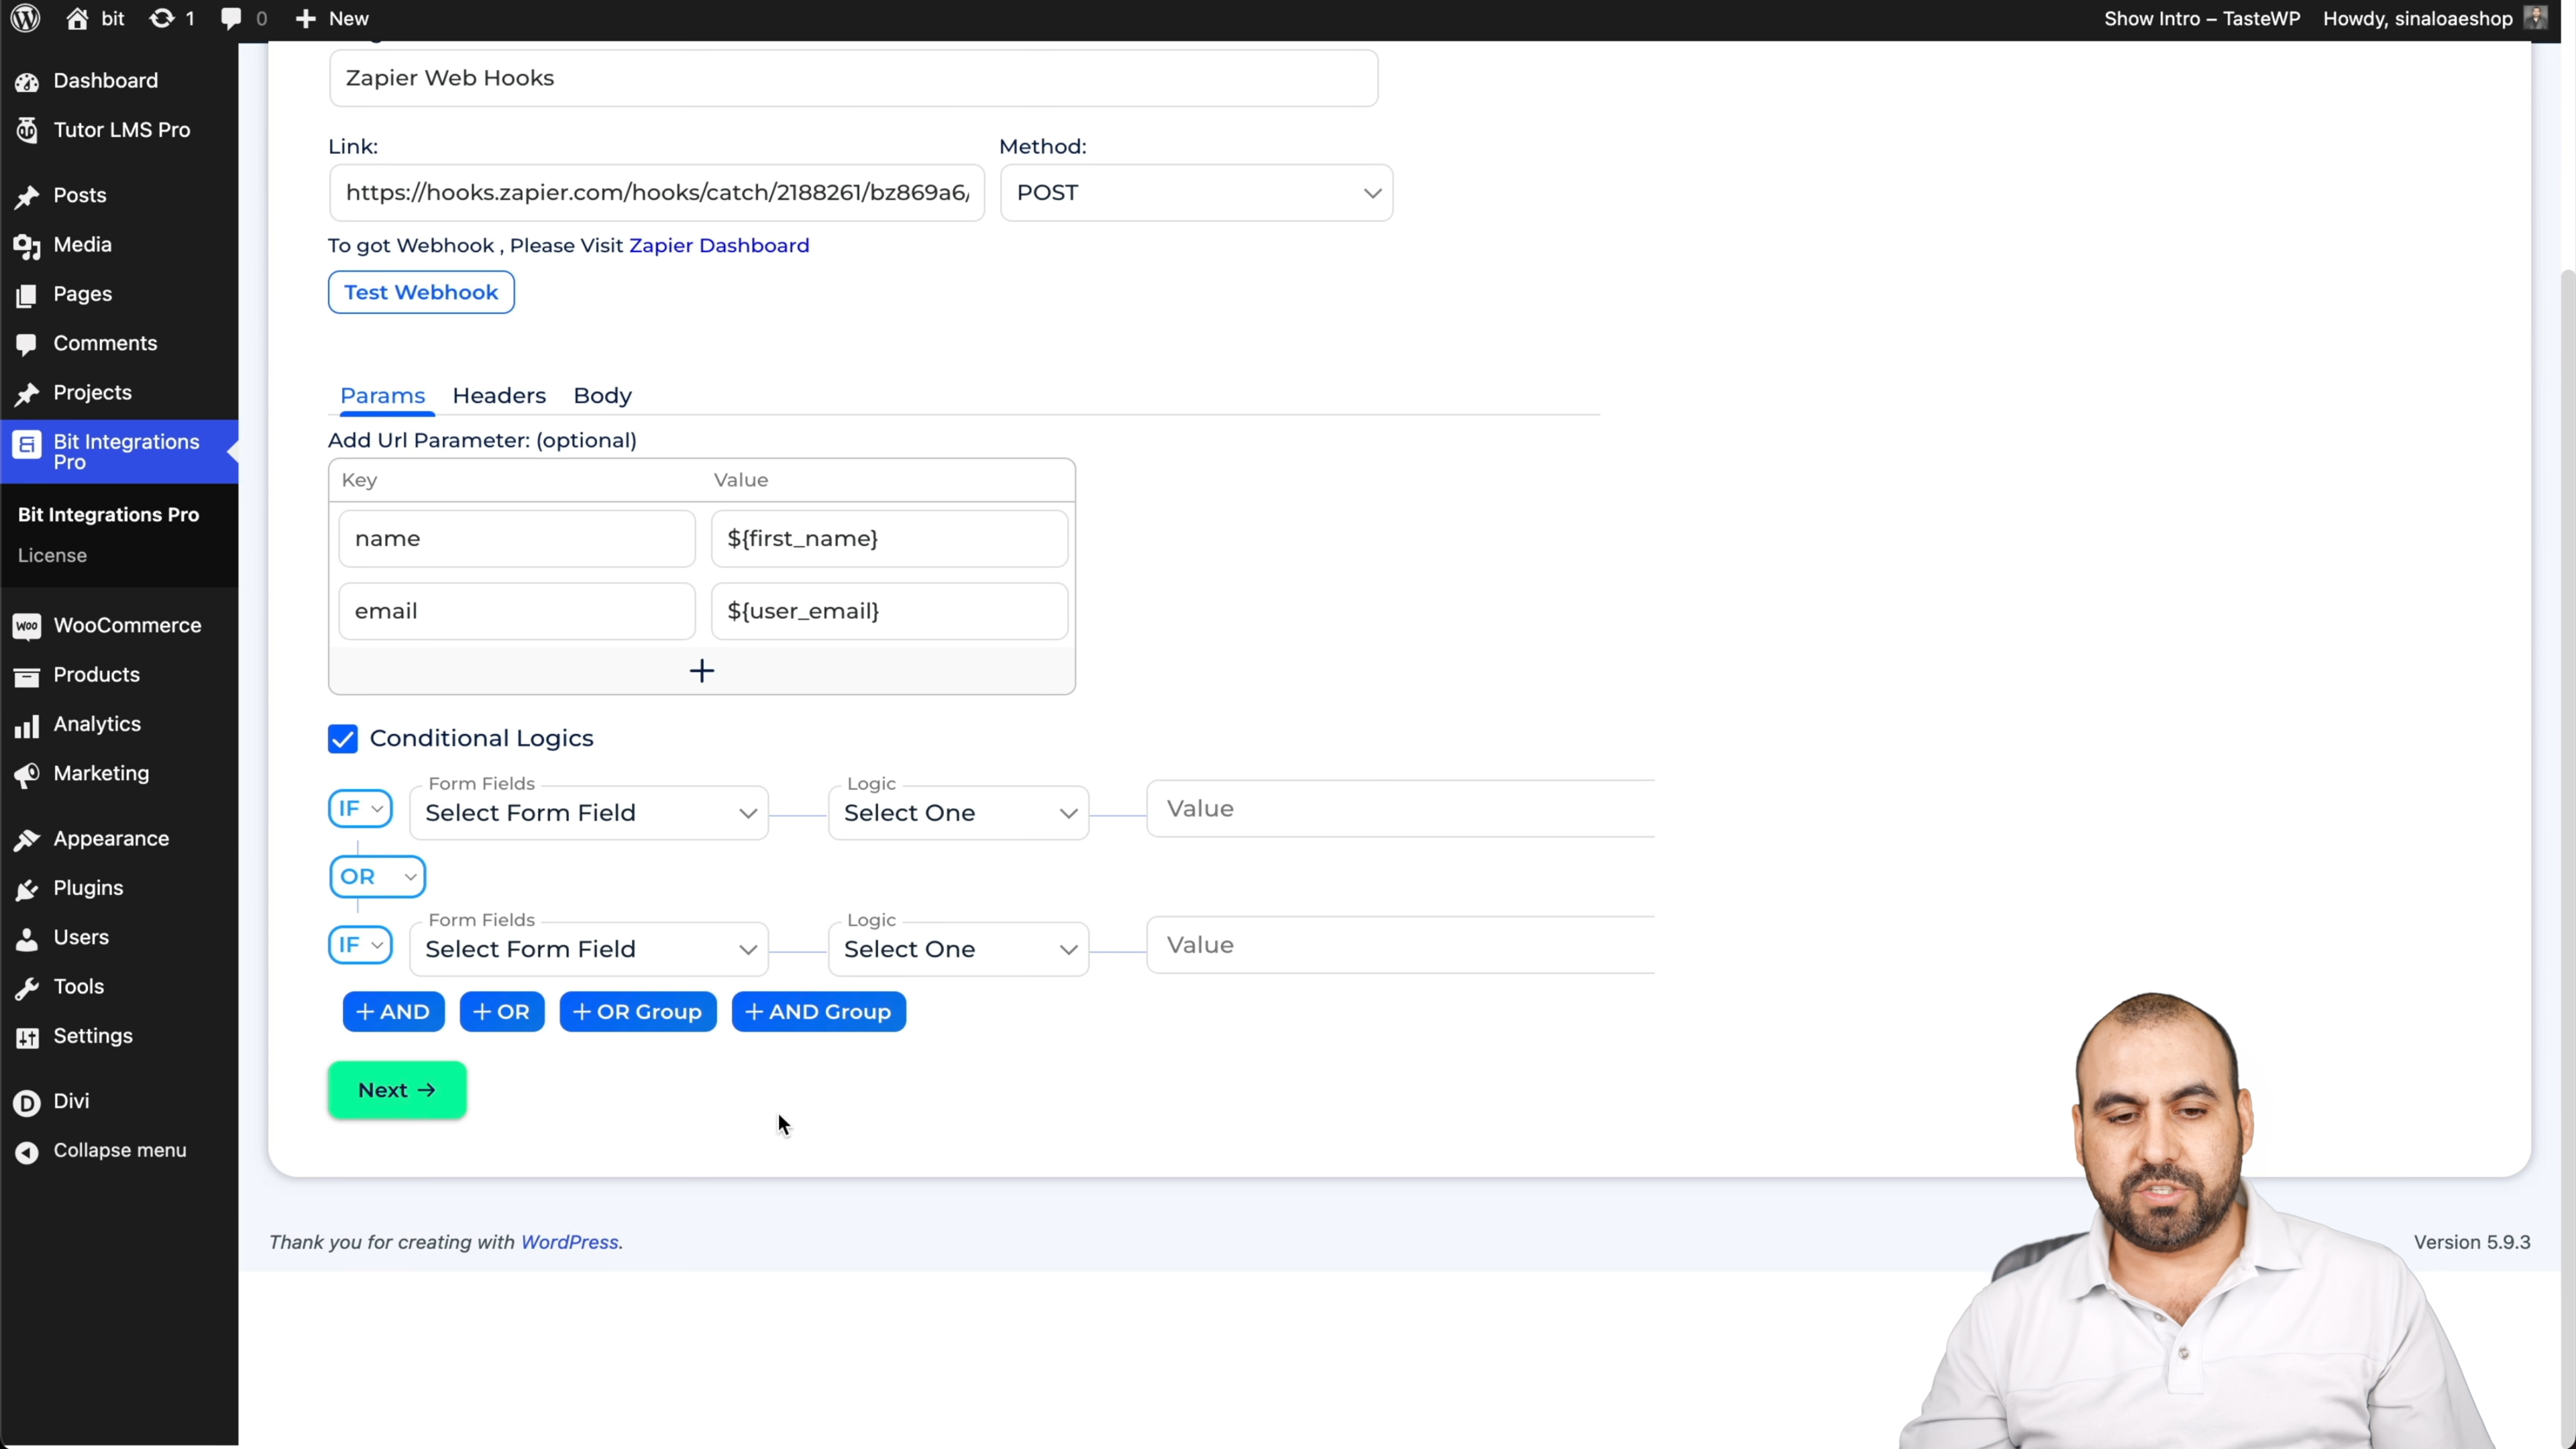 bit
1
0
New
Show Intro – TasteWP
Howdy, sinaloaeshop
Dashboard
Tutor LMS Pro
Posts
Media
Pages
Comments
Projects
Bit Integrations
Pro
Bit Integrations Pro
License
WooCommerce
Products
Analytics
Marketing
Appearance
Plugins
Users
Tools
Settings
Divi
Collapse menu
Zapier Web Hooks
Link:
Method:
https://hooks.zapier.com/hooks/catch/2188261/bz869a6/
POST
To got Webhook , Please Visit Zapier Dashboard
Test Webhook
Params
Headers
Body
Add Url Parameter: (optional)
Key
Value
name
${first_name}
email
${user_email}
+
Conditional Logics
IF
Form Fields
Select Form Field
Logic
Select One
Value
OR
IF
Form Fields
Select Form Field
Logic
Select One
Value
+ AND
+ OR
+ OR Group
+ AND Group
Next →
Thank you for creating with WordPress.
Version 5.9.3